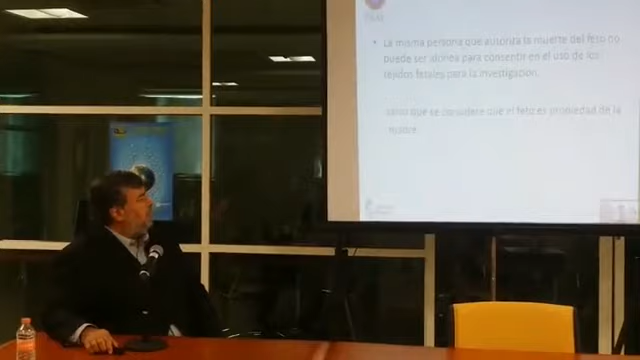 • La misma persona que autoriza la muerte del feto no
puede ser idónea para consentir en el uso de los
tejidos fetales para la investigación.
salvo que se considere que el feto es propiedad de la
madre